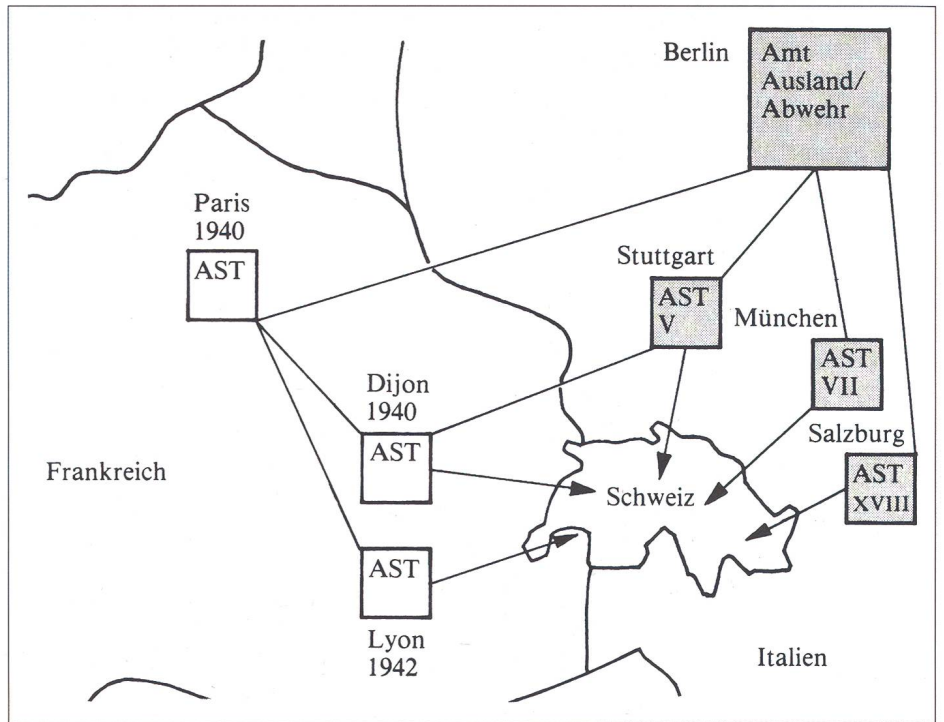 Berlin
Amt
Ausland/
Abwehr
Paris
1940
AST
Stuttgart
AST
V
München
AST
VII
Dijon
1940
AST
Salzburg
AST
XVIII
Frankreich
Schweiz
AST
Lyon
1942
Italien